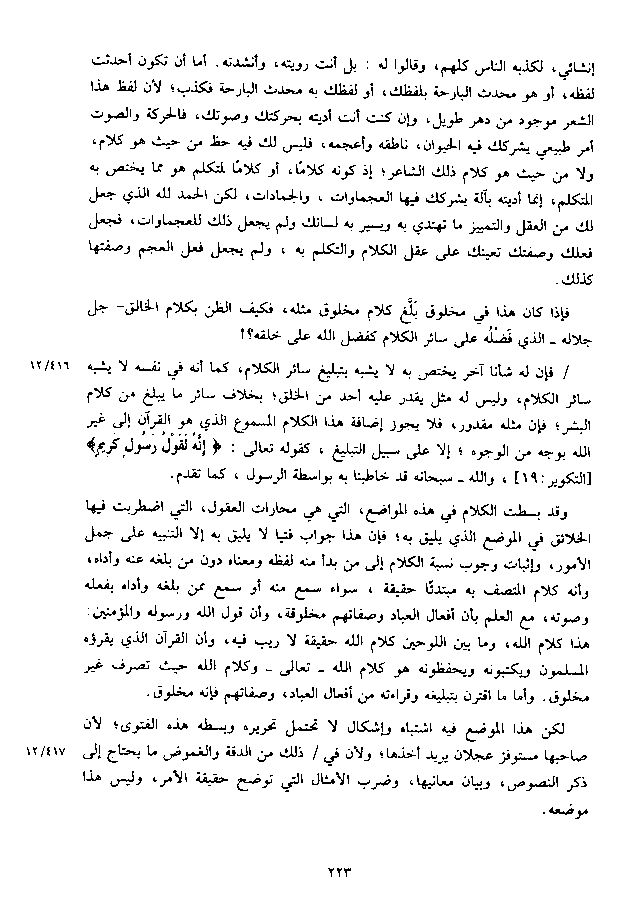 إنشائي، لكذبه الناس كلهم، وقالوا له : بل أنت رويته، وأنشدته. أما أن تكون أحدثت
لفظه، أو هو محدث البارحة بلفظك، أو لفظك به محدث البارحة فكذب؛ لأن لفظ هذا
الشعر موجود من دهر طويل، وإن كنت أنت أديته بحركتك وصوتك، فالحركة والصوت
أمر طبيعي يشركك فيه الحيوان، ناطقه وأعجمه، فليس لك فيه حظ من حيث هو كلام،
ولا من حيث هو كلام ذلك الشاعر؛ إذ كونه كلامًا، أو كلامًا لمتكلم هو مما يختص به
المتكلم، إنما أديته بآلة يشركك فيها العجماوات ، والجمادات، لكن الحمد لله الذي جعل
لك من العقل والتمييز ما تهتدي به ويسير به لسانك ولم يجعل ذلك للعجماوات، فجعل
فعلك وصفتك تعينك على عقل الكلام والتكلم به ، ولم يجعل فعل العجم وصفتها
كذلك.
فإذا كان هذا في مخلوق بَلَّغ كلام مخلوق مثله، فكيف الظن بكلام الخالق- جل
جلاله ـ الذي فَضْلُه على سائر الكلام كفضل الله على خلقه؟!
/ فإن له شأنا آخر يختص به لا يشبه بتبليغ سائر الكلام، كما أنه في نفسه لا يشبه ١٢/٤١٦
سائر الكلام، وليس له مثل يقدر عليه أحد من الخلق؛ بخلاف سائر ما يبلغ من كلام
البشر؛ فإن مثله مقدور، فلا يجوز إضافة هذا الكلام المسموع الذي هو القرآن إلى غير
الله بوجه من الوجوه ؛ إلا على سبيل التبليغ ، كقوله تعالى : ﴿ إِنَّهُ لَقَوْلُ رَسُولٍ كَرِيمٍ﴾
[التكوير:١٩] ، والله ـ سبحانه قد خاطبنا به بواسطة الرسول ، كما تقدم.
وقد بسطت الكلام في هذه المواضع، التي هي محارات العقول، التي اضطربت فيها
الخلائق في الموضع الذي يليق به؛ فإن هذا جواب فتيا لا يليق به إلا التنبيه على جمل
الأمور، وإثبات وجوب نسبة الكلام إلى من بدأ منه لفظه ومعناه دون من بلغه عنه وأداه،
وأنه كلام المتصف به مبتدئًا حقيقة ، سواء سمع منه أو سمع ممن بلغه وأداه بفعله
وصوته، مع العلم بأن أفعال العباد وصفاتهم مخلوقة، وأن قول الله ورسوله والمؤمنين:
هذا كلام الله، وما بين اللوحين كلام الله حقيقة لا ريب فيه، وأن القرآن الذي يقرؤه
المسلمون ويكتبونه ويحفظونه هو كلام الله ـ تعالى ـ وكلام الله حيث تصرف غير
مخلوق. وأما ما اقترن بتبليغه وقراءته من أفعال العباد، وصفاتهم فإنه مخلوق.
لكن هذا الموضع فيه اشتباه وإشكال لا تحتمل تحريره وبسطه هذه الفتوى؛ لأن
صاحبها مستوفز عجلان يريد أخذها؛ ولأن في / ذلك من الدقة والغموض ما يحتاج إلى ١٢/٤١٧
ذكر النصوص، وبيان معانيها، وضرب الأمثال التي توضح حقيقة الأمر، وليس هذا
موضعه.
٢٢٣